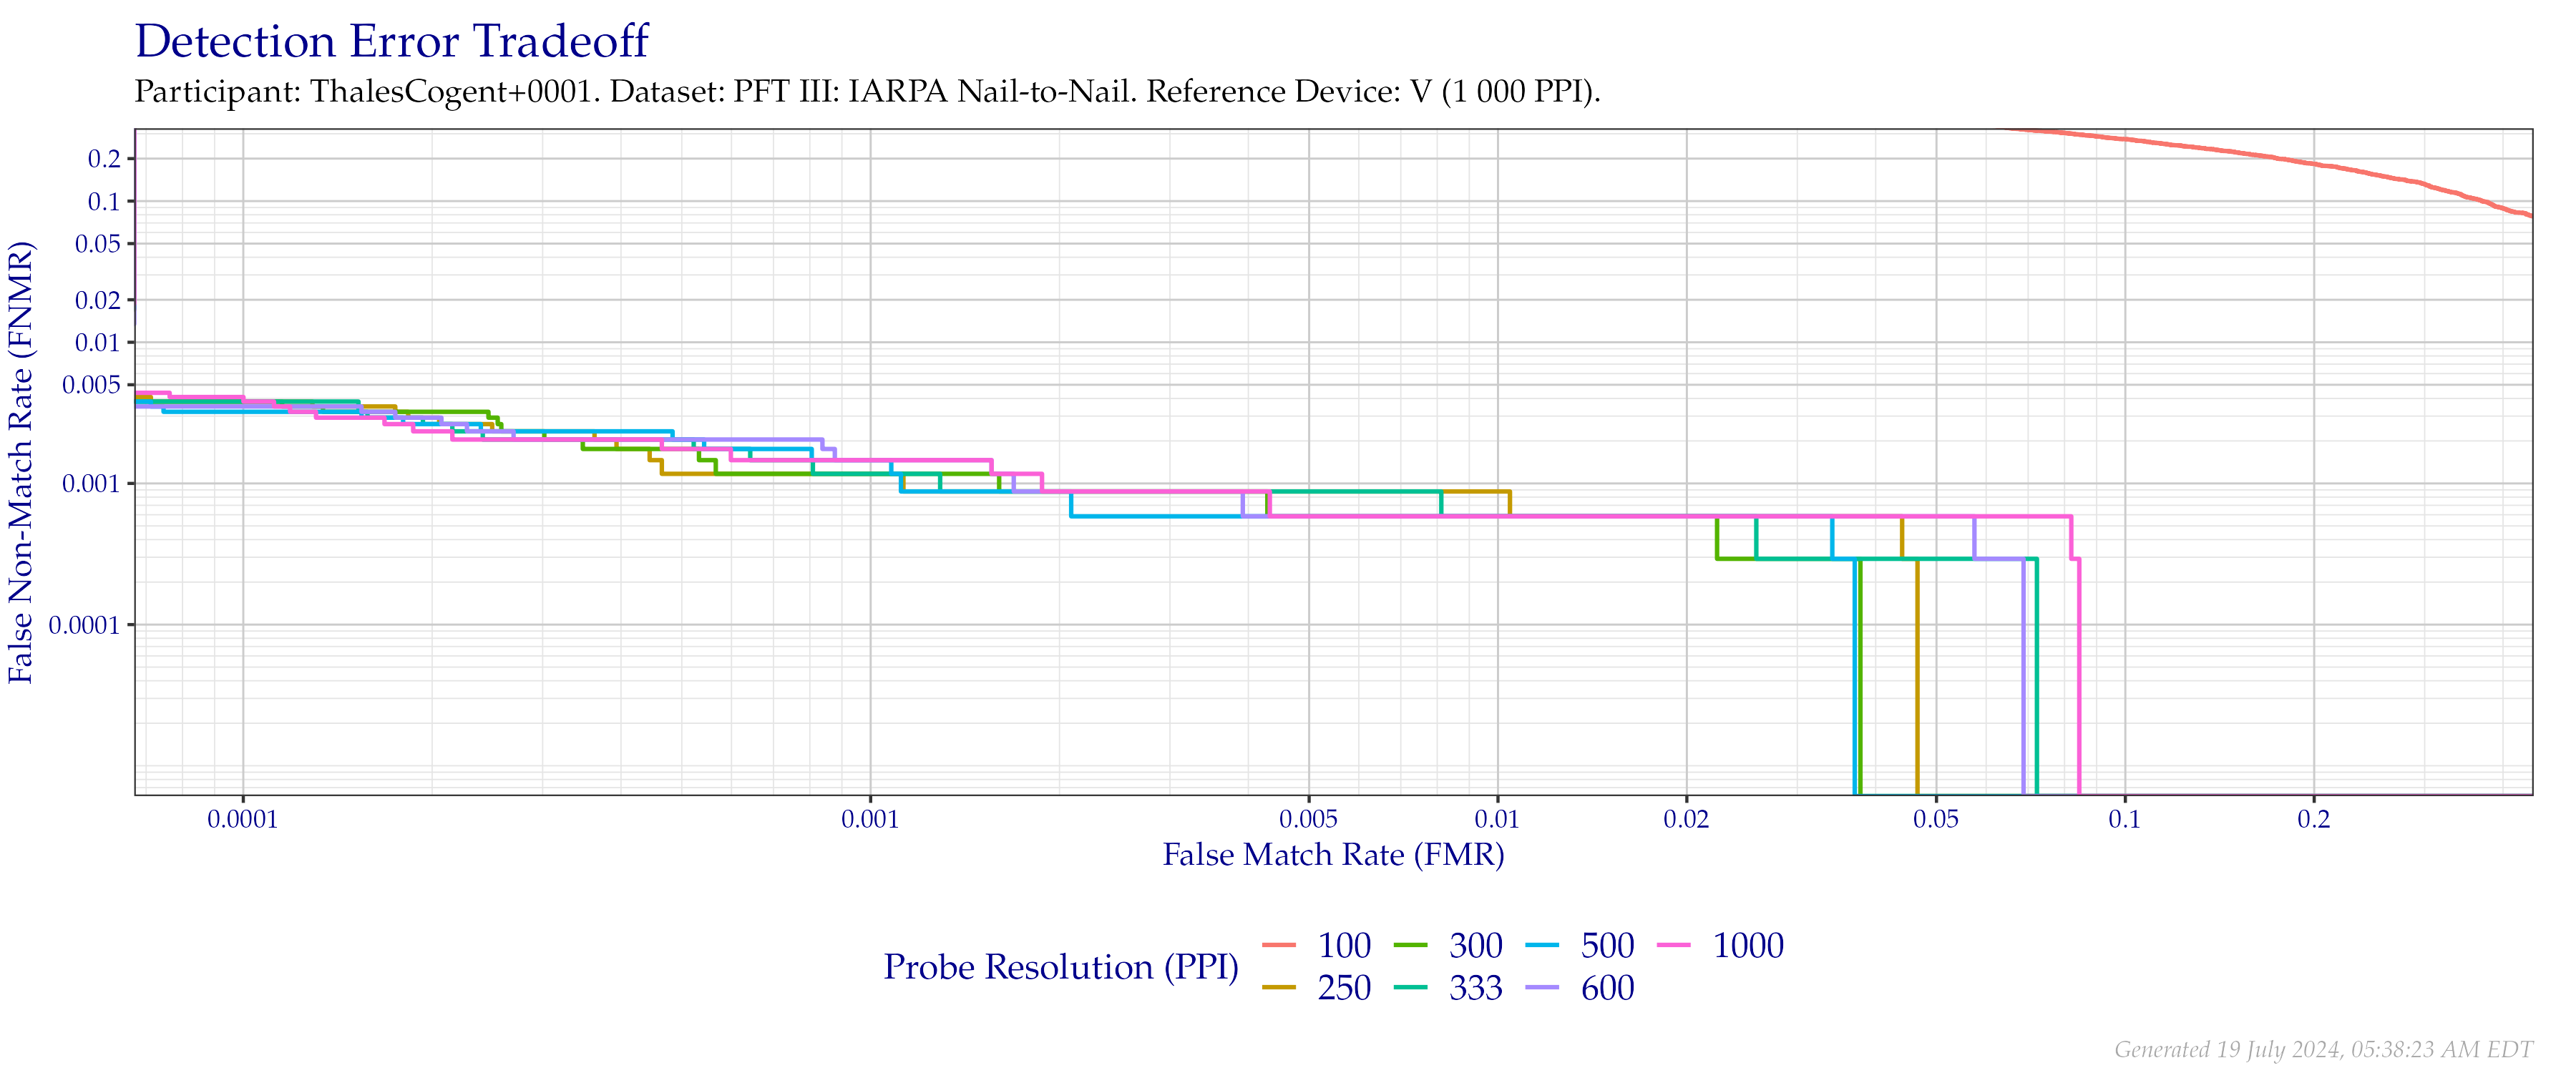 Detection Error Tradeoff
Participant: ThalesCogent+0001. Dataset: PFT III: IARPA Nail-to-Nail. Reference Device: V (1 000 PPI).
False Non-Match Rate (FNMR)
0.2
0.1
0.05
0.02
0.01
0.005
0.001
0.0001
0.0001 0.001 0.005 0.01 0.02 0.05 0.1 0.2
False Match Rate (FMR)
Probe Resolution (PPI)
100 300 500 1000
250 333 600
Generated 19 July 2024, 05:38:23 AM EDT